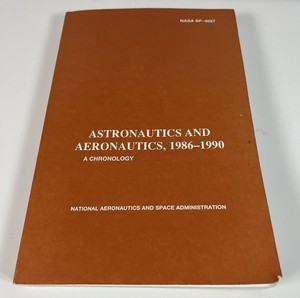 NASA SP-4027
ASTRONAUTICS AND
AERONAUTICS, 1986–1990
A CHRONOLOGY
NATIONAL AERONAUTICS AND SPACE ADMINISTRATION